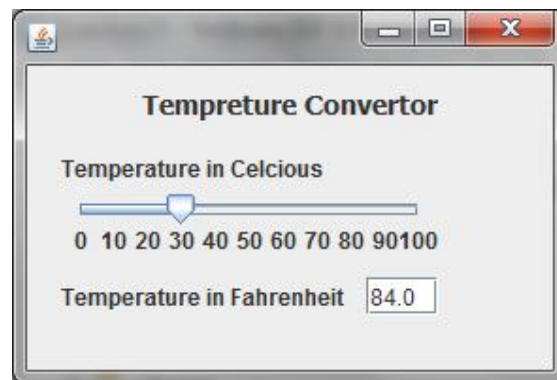 Tempreture Convertor
Temperature in Celcious
0 10 20 30 40 50 60 70 80 90100
Temperature in Fahrenheit 84.0